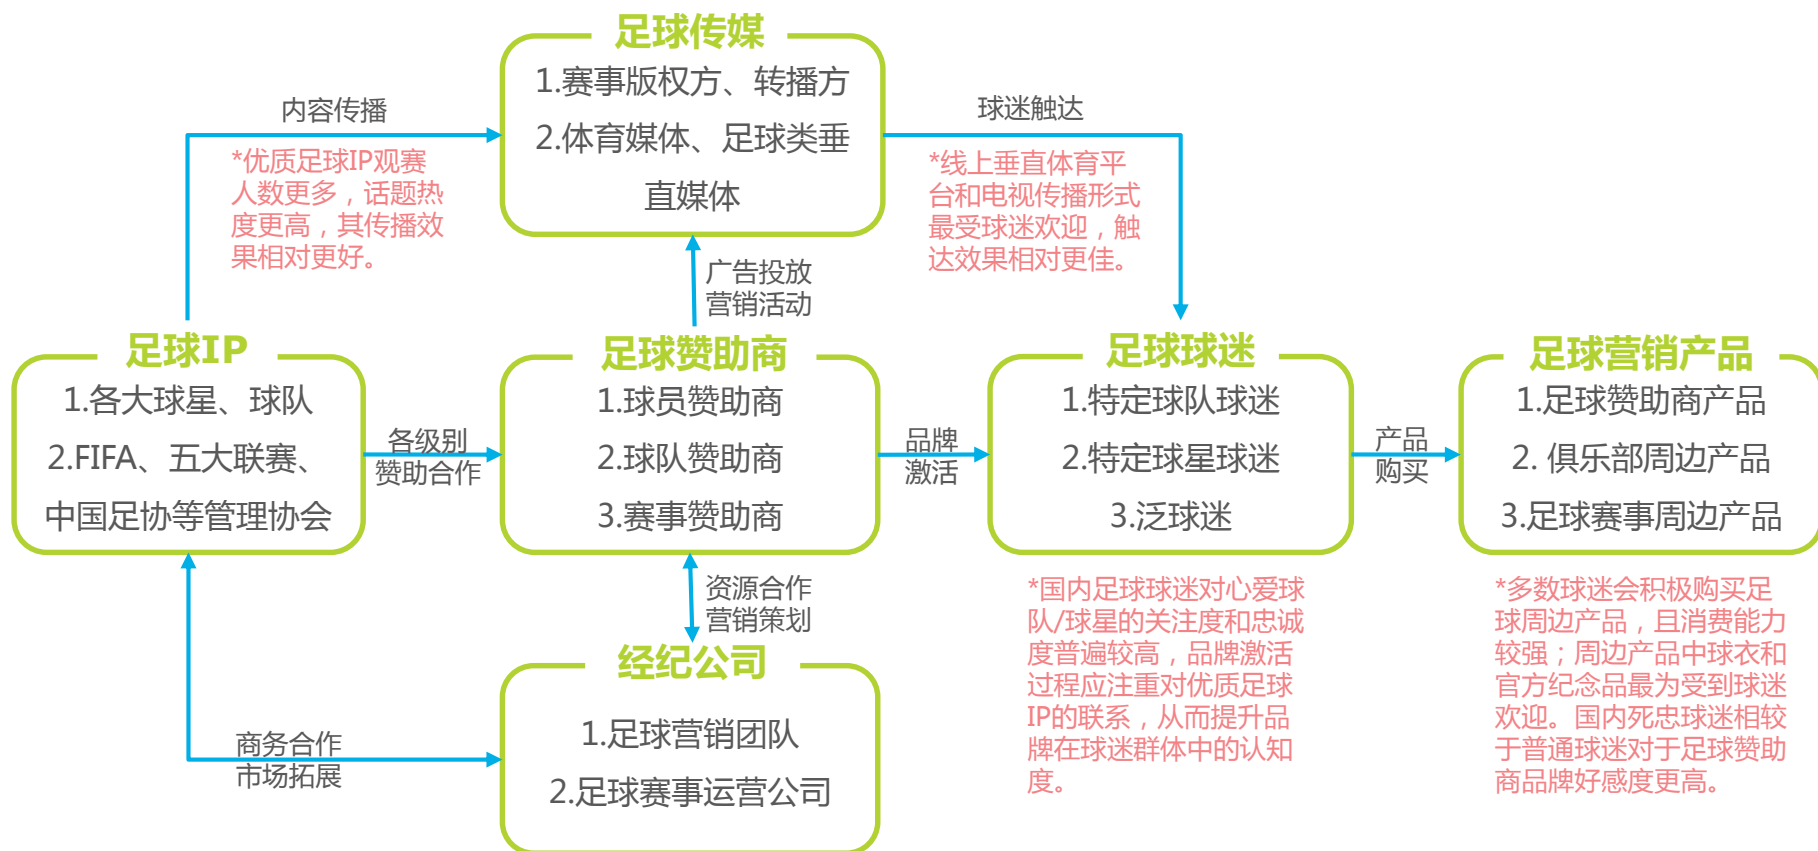 足球传媒
1.赛事版权方、转播方
2.体育媒体、足球类垂
直媒体
内容传播
*优质足球IP观赛
人数更多，话题热
度更高，其传播效
果相对更好。
球迷触达
*线上垂直体育平
台和电视传播形式
最受球迷欢迎，触
达效果相对更佳。
广告投放
营销活动
足球IP
1.各大球星、球队
2.FIFA、五大联赛、
中国足协等管理协会
各级别
赞助合作
足球赞助商
1.球员赞助商
2.球队赞助商
3.赛事赞助商
品牌
激活
足球球迷
1.特定球队球迷
2.特定球星球迷
3.泛球迷
产品
购买
足球营销产品
1.足球赞助商产品
2. 俱乐部周边产品
3.足球赛事周边产品
资源合作
营销策划
*国内足球球迷对心爱球
队/球星的关注度和忠诚
度普遍较高，品牌激活
过程应注重对优质足球
IP的联系，从而提升品
牌在球迷群体中的认知
度。
*多数球迷会积极购买足
球周边产品，且消费能力
较强；周边产品中球衣和
官方纪念品最为受到球迷
欢迎。国内死忠球迷相较
于普通球迷对于足球赞助
商品牌好感度更高。
经纪公司
1.足球营销团队
2.足球赛事运营公司
商务合作
市场拓展